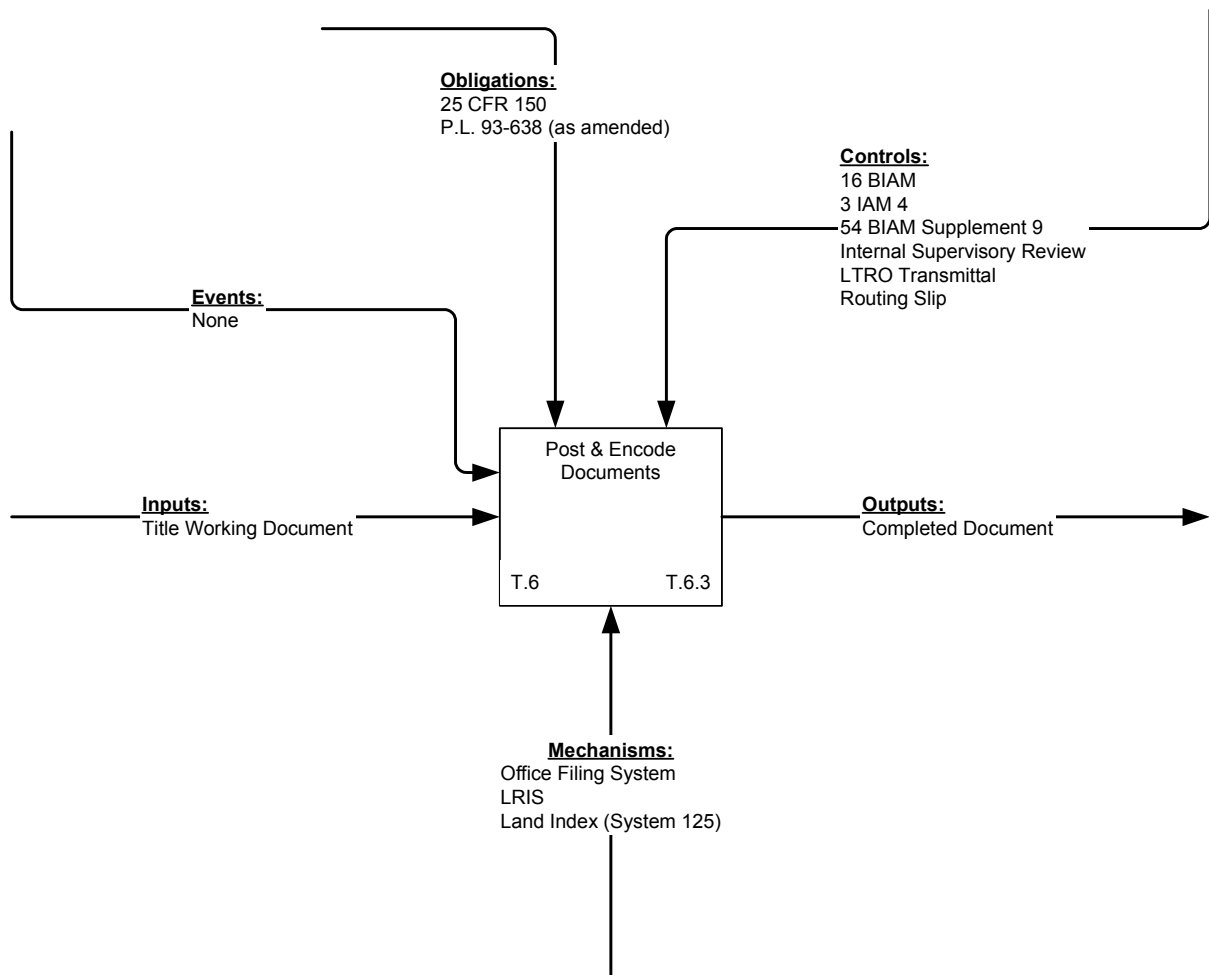 Obligations:
25 CFR 150
P.L. 93-638 (as amended)
Controls:
16 BIAM
3 IAM 4
54 BIAM Supplement 9
Internal Supervisory Review
LTRO Transmittal
Routing Slip
Events:
None
Post & Encode
Documents
T.6
T.6.3
Inputs:
Title Working Document
Outputs:
Completed Document
Mechanisms:
Office Filing System
LRIS
Land Index (System 125)